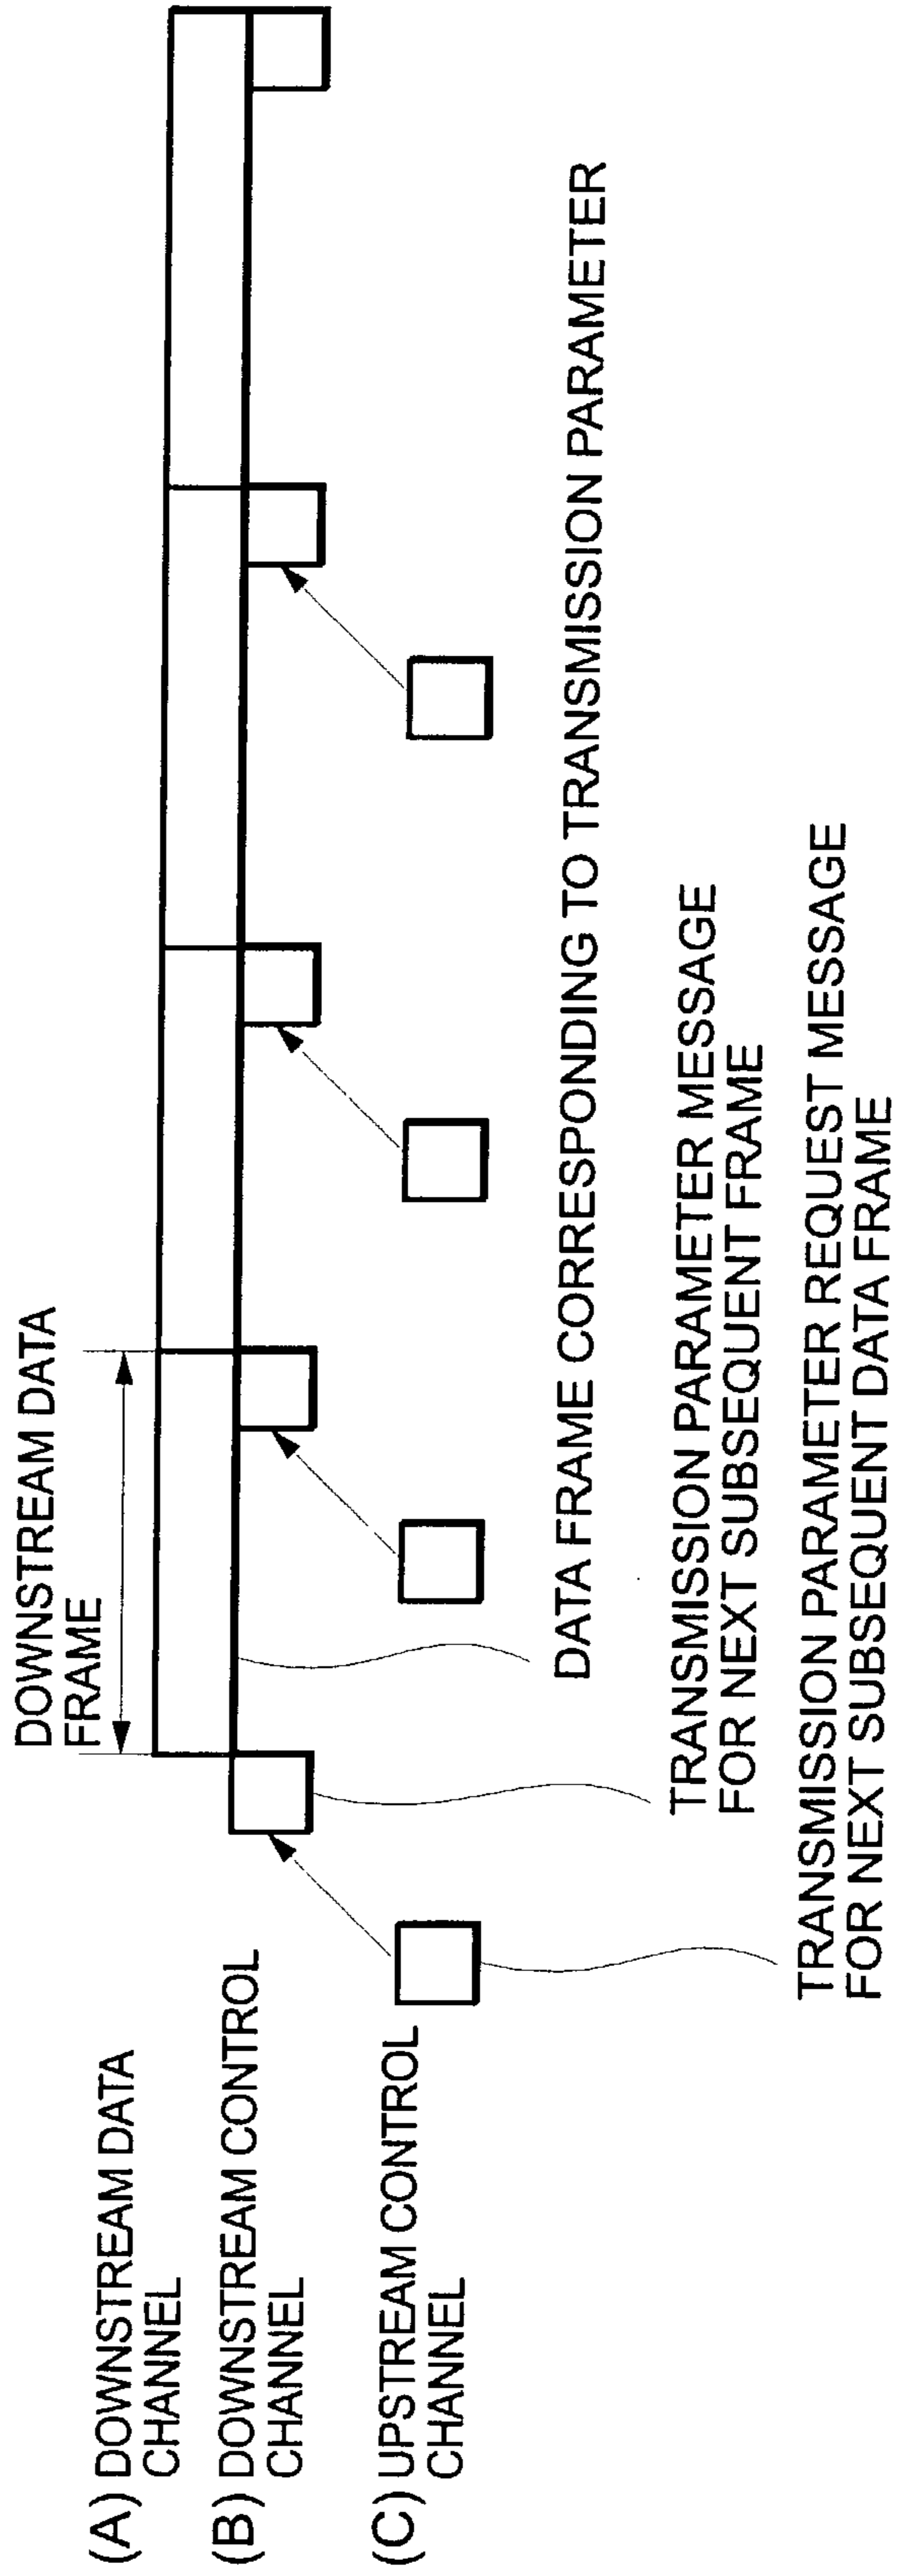 (A) DOWNSTREAM DATA
CHANNEL
(B) DOWNSTREAM CONTROL
CHANNEL
(C) UPSTREAM CONTROL
CHANNEL
DOWNSTREAM DATA
FRAME
DATA FRAME CORRESPONDING TO TRANSMISSION PARAMETER
TRANSMISSION PARAMETER MESSAGE
FOR NEXT SUBSEQUENT FRAME
TRANSMISSION PARAMETER REQUEST MESSAGE
FOR NEXT SUBSEQUENT DATA FRAME